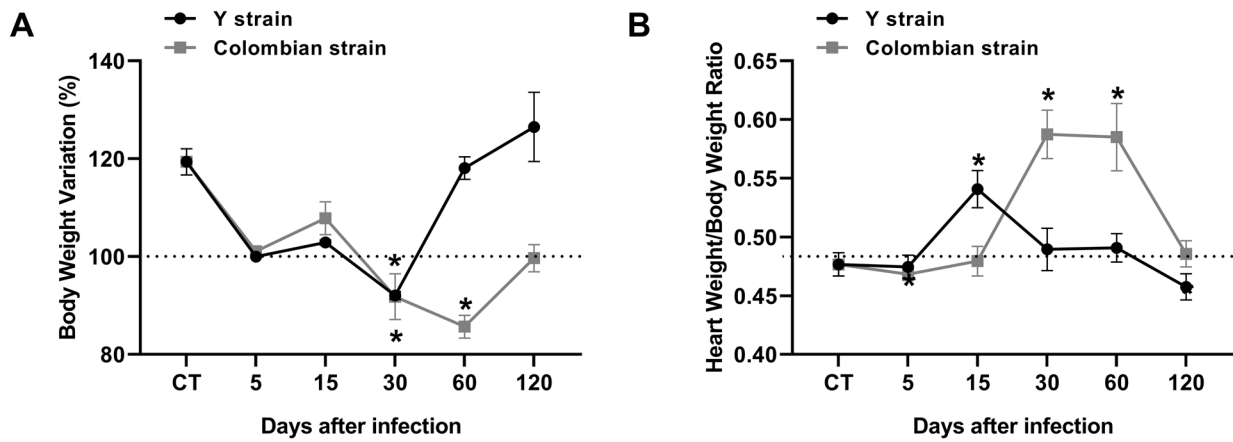 A
Y strain
Colombian strain
Body Weight Variation (%)
140
120
100
80
*
*
*
CT 5 15 30 60 120
Days after infection
B
Y strain
Colombian strain
Heart Weight/Body Weight Ratio
0.65
0.60
0.55
0.50
0.45
0.40
*
*
*
*
*
CT 5 15 30 60 120
Days after infection